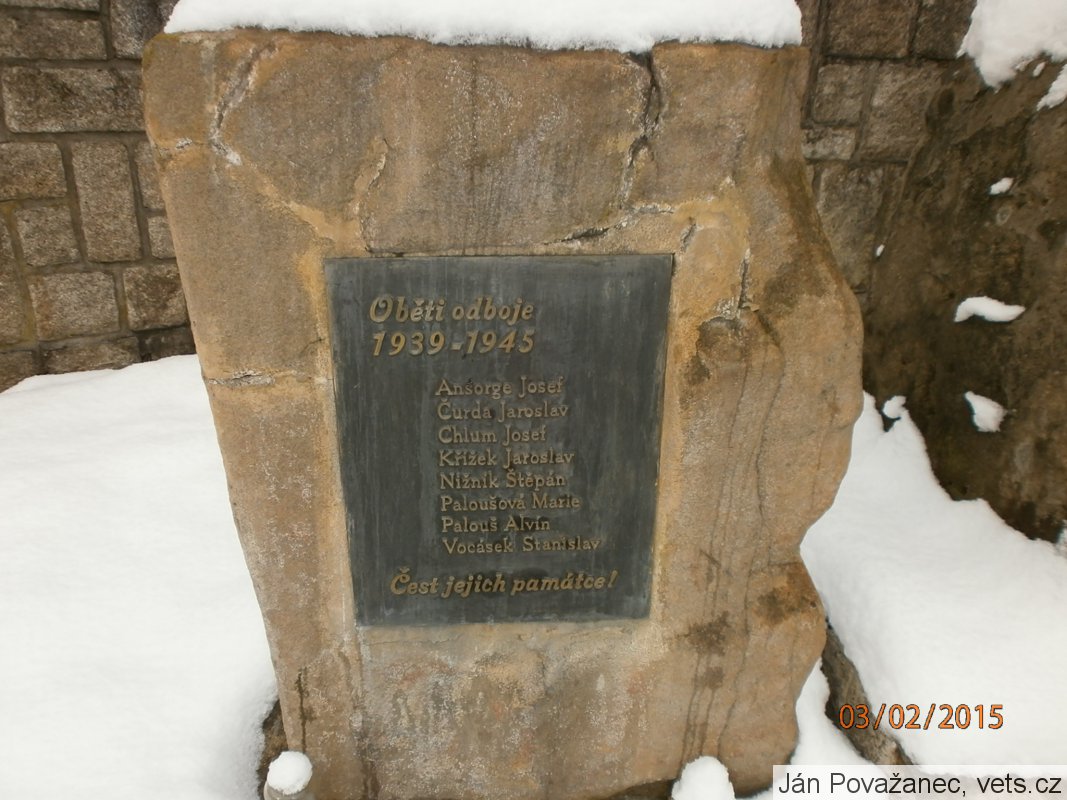 Oběti odboje
1939-1945
Ansorge Josef
Čurda Jaroslav
Chlum Josef
Křížek Jaroslav
Nižník Štěpán
Paloušová Marie
Palouš Alvín
Vocásek Stanislav
Čest jejich památce!
03/02/2015
Ján Považanec, vets.cz